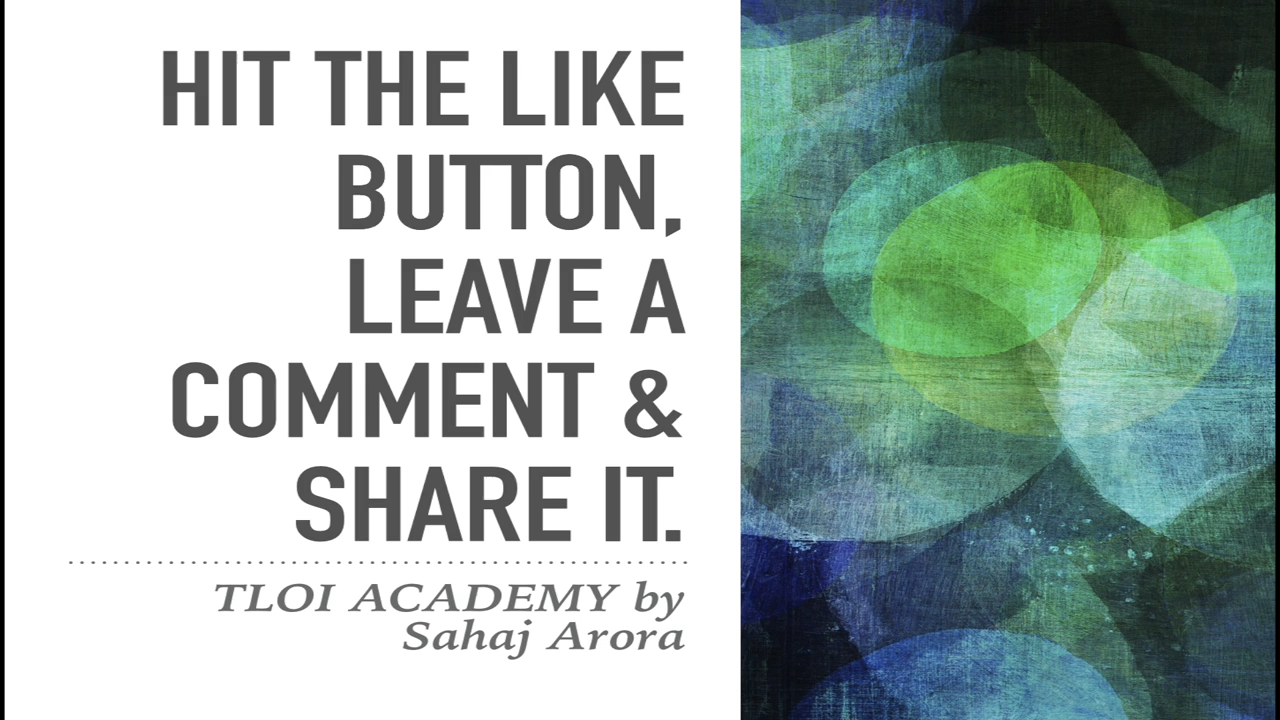 HIT THE LIKE
BUTTON,
LEAVE A
COMMENT &
SHARE IT.
TLOI ACADEMY by
Sahaj Arora